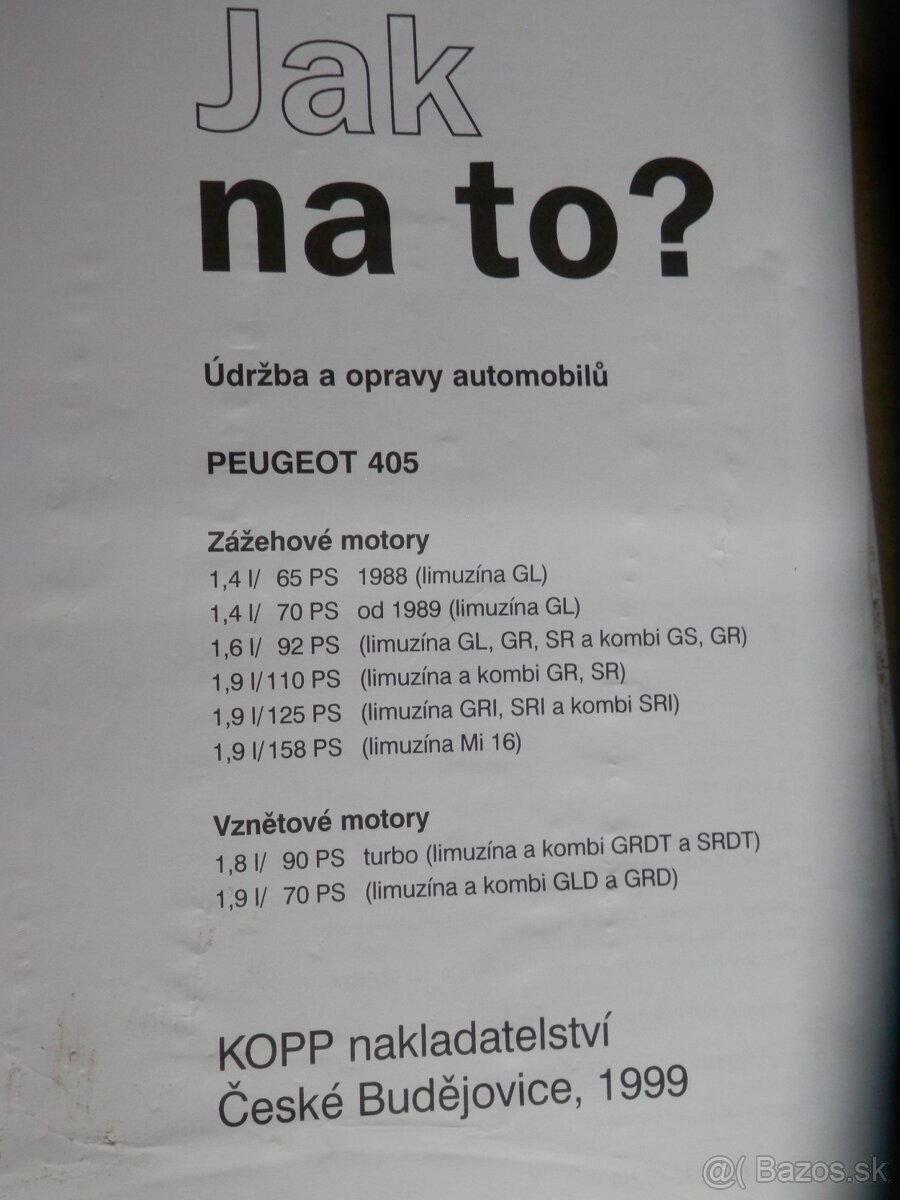 Jak
na to?
Údržba a opravy automobilů
PEUGEOT 405
Zážehové motory
1,4 l/ 65 PS 1988 (limuzína GL)
1,4 l/ 70 PS od 1989 (limuzína GL)
1,6 l/ 92 PS (limuzína GL, GR, SR a kombi GS, GR)
1,9 l/110 PS (limuzína a kombi GR, SR)
1,9 l/125 PS (limuzína GRI, SRI a kombi SRI)
1,9 l/158 PS (limuzína Mi 16)
Vznětové motory
1,8 l/ 90 PS turbo (limuzína a kombi GRDT a SRDT)
1,9 l/ 70 PS (limuzína a kombi GLD a GRD)
KOPP nakladatelství
České Budějovice, 1999
@( Bazos.sk